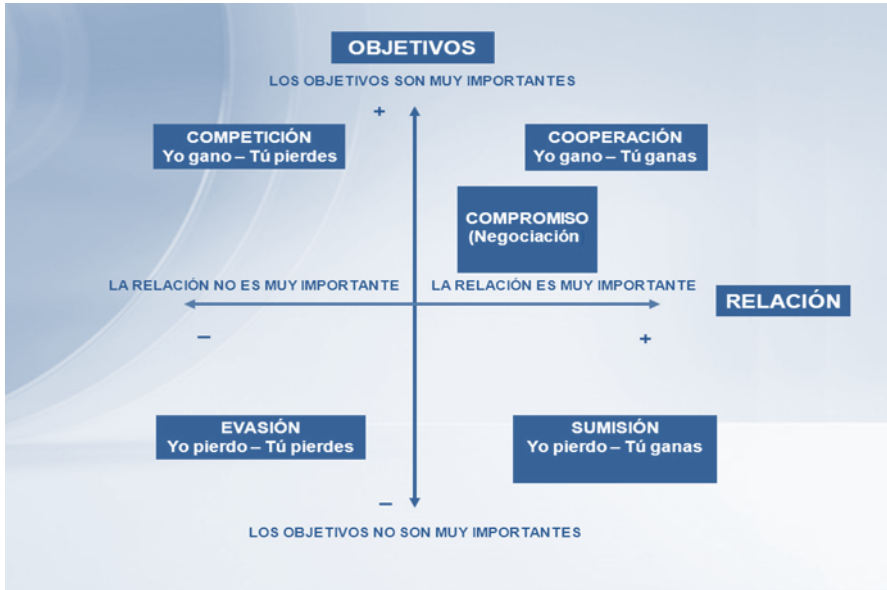 OBJETIVOS
LOS OBJETIVOS SON MUY IMPORTANTES
+
COMPETICIÓN
Yo gano – Tú pierdes
COOPERACIÓN
Yo gano – Tú ganas
COMPROMISO
(Negociación
LA RELACIÓN NO ES MUY IMPORTANTE
LA RELACIÓN ES MUY IMPORTANTE
RELACIÓN
–
+
EVASIÓN
Yo pierdo – Tú pierdes
SUMISIÓN
Yo pierdo – Tú ganas
–
LOS OBJETIVOS NO SON MUY IMPORTANTES